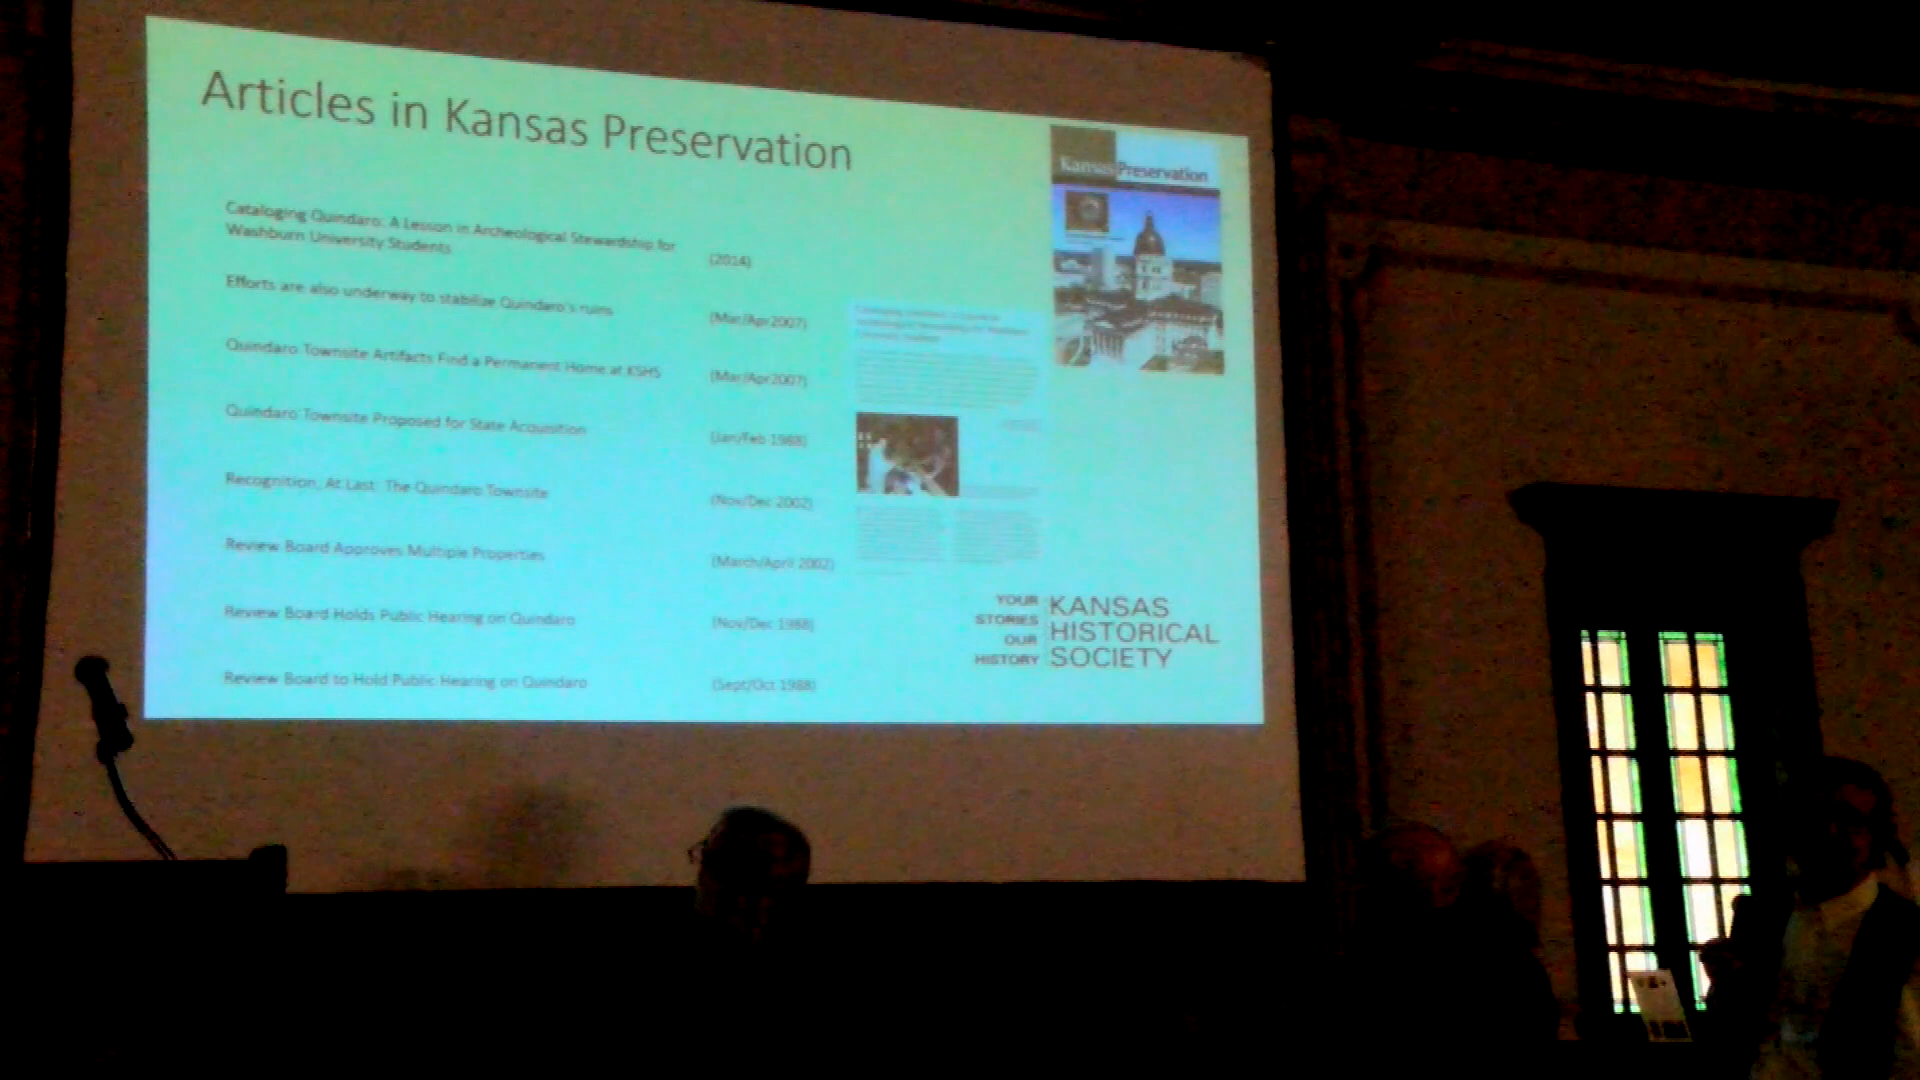 Articles in Kansas Preservation
Cataloging Quindaro: A Lesson in Archeological Stewardship for
Washburn University Students
(2014)
Efforts are also underway to stabilize Quindaro's ruins
(Mar/Apr2007)
Quindaro Townsite Artifacts Find a Permanent Home at KSHS
(Mar/Apr2007)
Quindaro Townsite Proposed for State Acquisition
(Jan/Feb 1988)
Recognition, At Last: The Quindaro Townsite
(Nov/Dec 2002)
Review Board Approves Multiple Properties
(March/April 2002)
Review Board Holds Public Hearing on Quindaro
(Nov/Dec 1988)
Review Board to Hold Public Hearing on Quindaro
(Sept/Oct 1988)
Kansas Preservation
YOUR
STORIES
OUR
HISTORY
KANSAS
HISTORICAL
SOCIETY